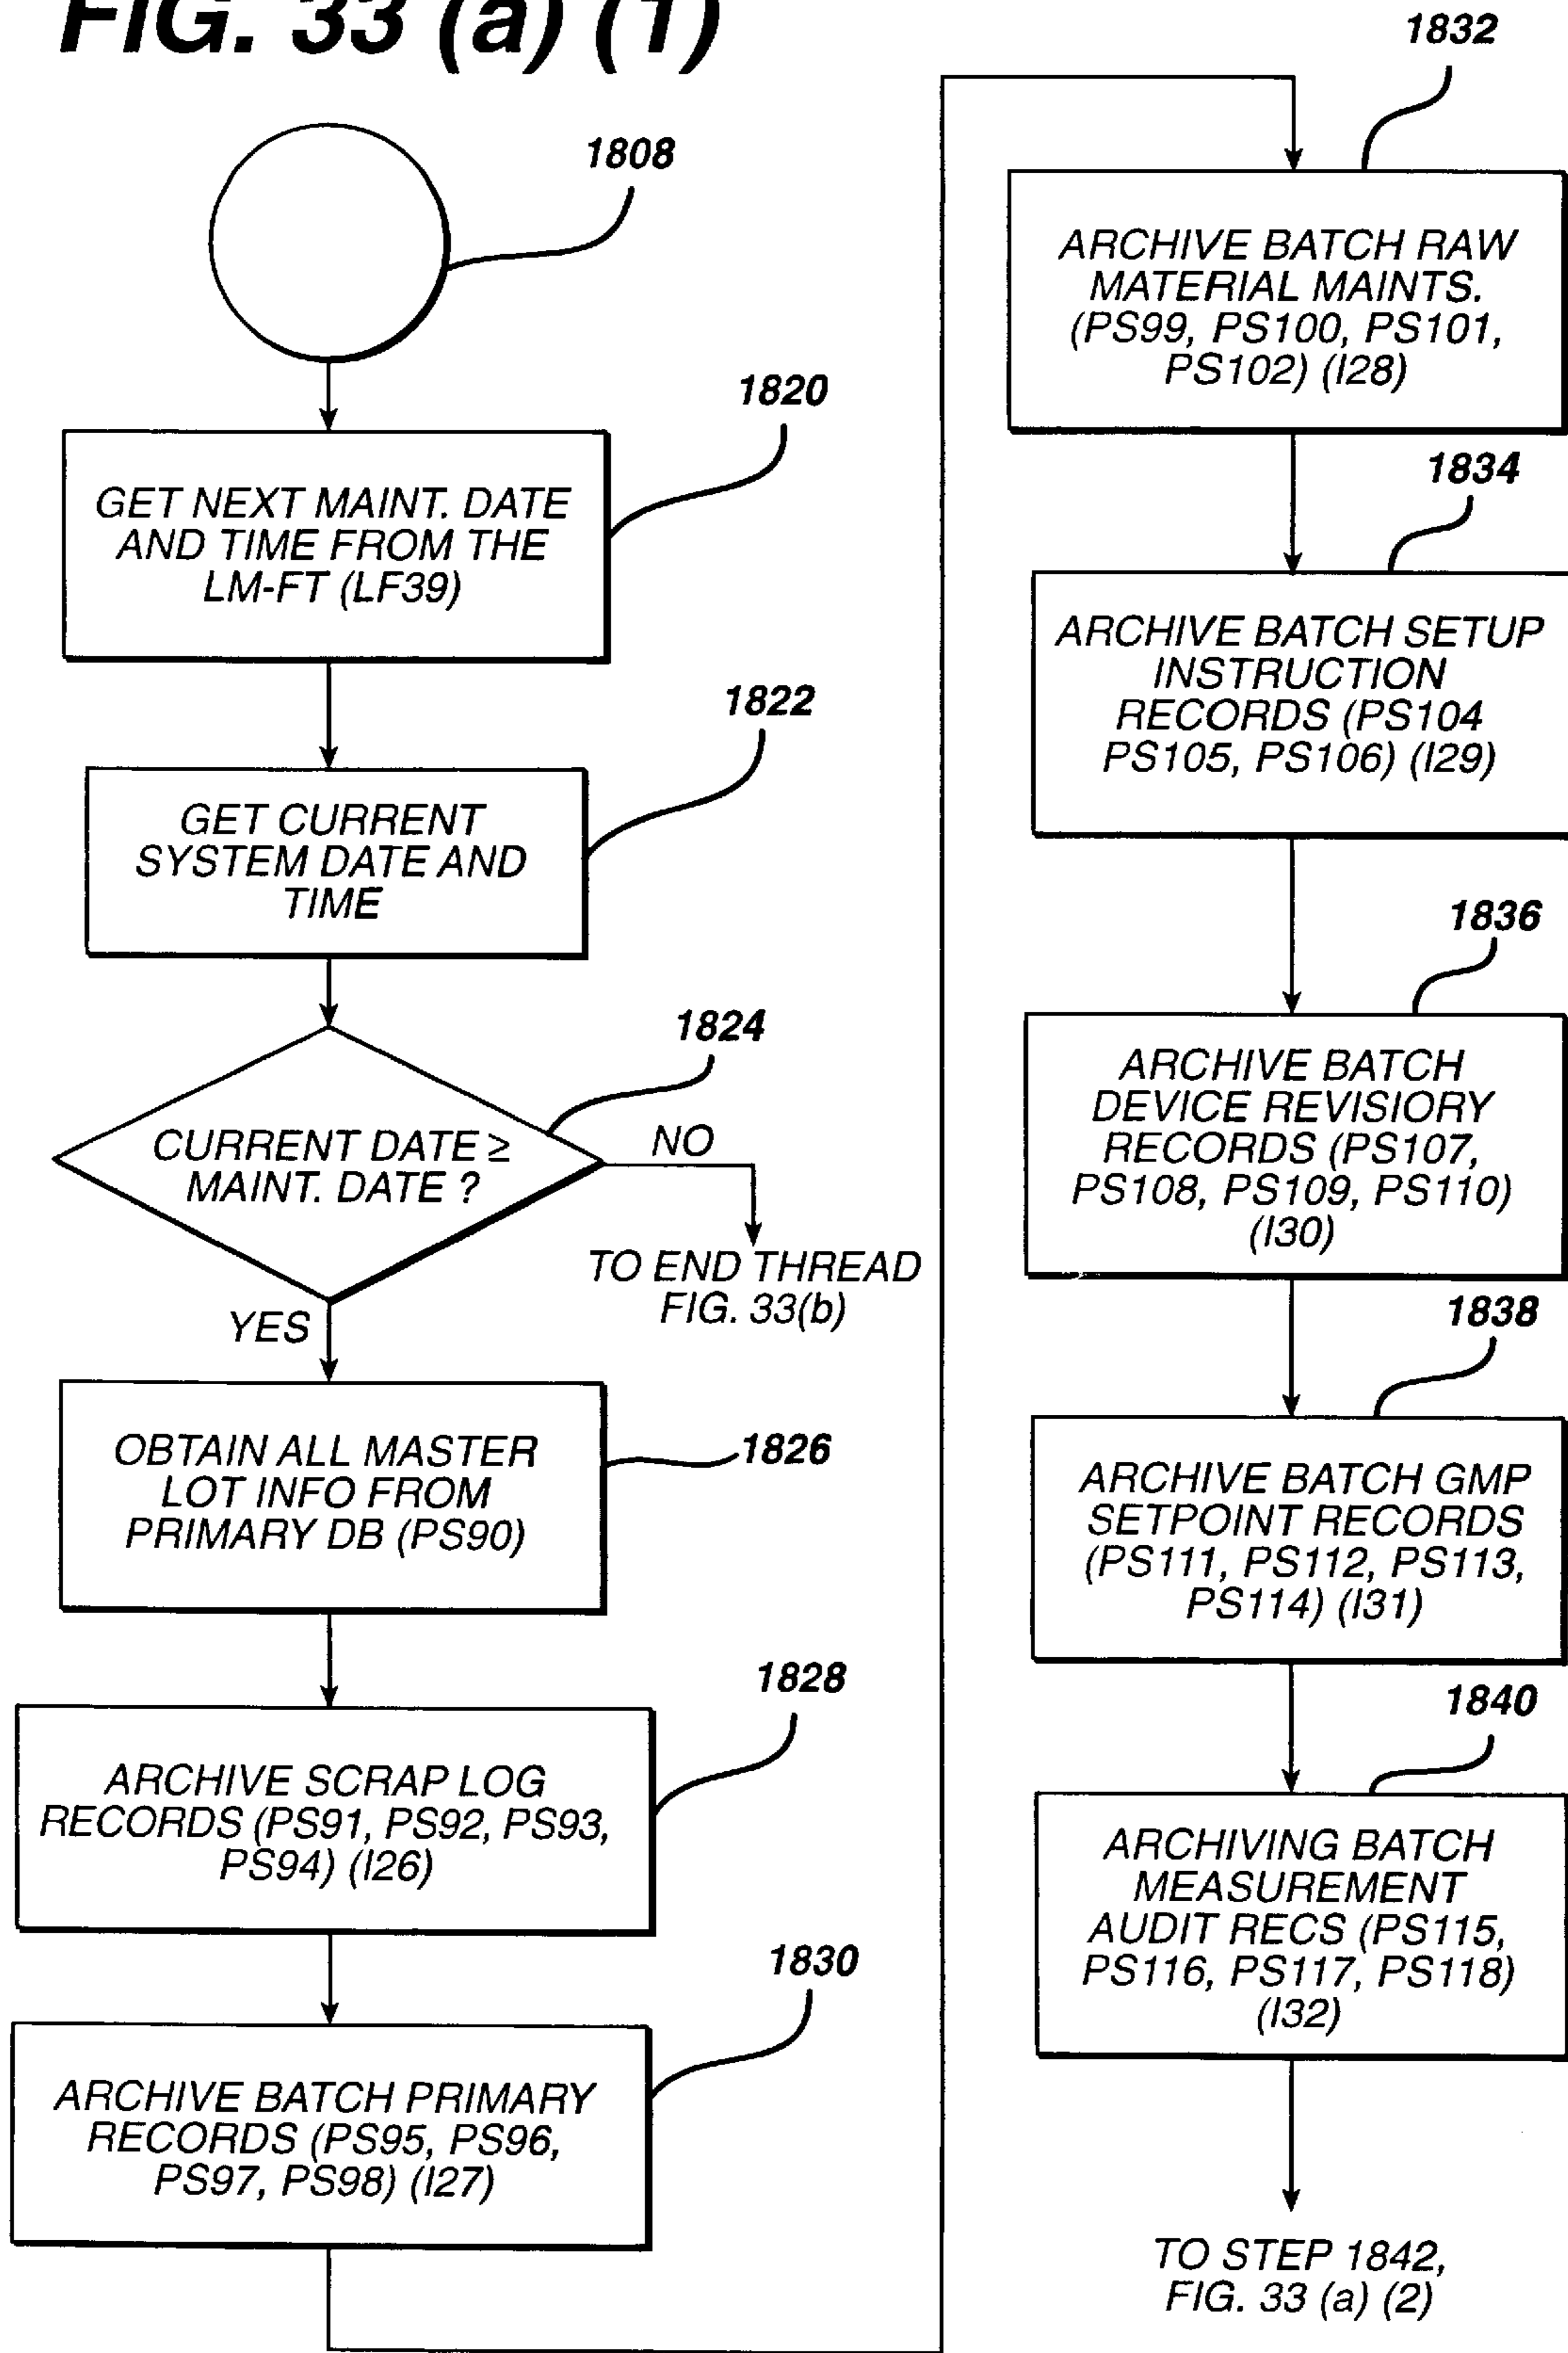 FIG. 33 (a) (1)
1808
1820
GET NEXT MAINT. DATE
AND TIME FROM THE
LM-FT (LF39)
1822
GET CURRENT
SYSTEM DATE AND
TIME
1824
CURRENT DATE ≥
MAINT. DATE ?
NO
TO END THREAD
FIG. 33(b)
YES
1826
OBTAIN ALL MASTER
LOT INFO FROM
PRIMARY DB (PS90)
1828
ARCHIVE SCRAP LOG
RECORDS (PS91, PS92, PS93,
PS94) (I26)
1830
ARCHIVE BATCH PRIMARY
RECORDS (PS95, PS96,
PS97, PS98) (I27)
1832
ARCHIVE BATCH RAW
MATERIAL MAINTS.
(PS99, PS100, PS101,
PS102) (I28)
1834
ARCHIVE BATCH SETUP
INSTRUCTION
RECORDS (PS104
PS105, PS106) (I29)
1836
ARCHIVE BATCH
DEVICE REVISIORY
RECORDS (PS107,
PS108, PS109, PS110)
(I30)
1838
ARCHIVE BATCH GMP
SETPOINT RECORDS
(PS111, PS112, PS113,
PS114) (I31)
1840
ARCHIVING BATCH
MEASUREMENT
AUDIT RECS (PS115,
PS116, PS117, PS118)
(I32)
TO STEP 1842,
FIG. 33 (a) (2)